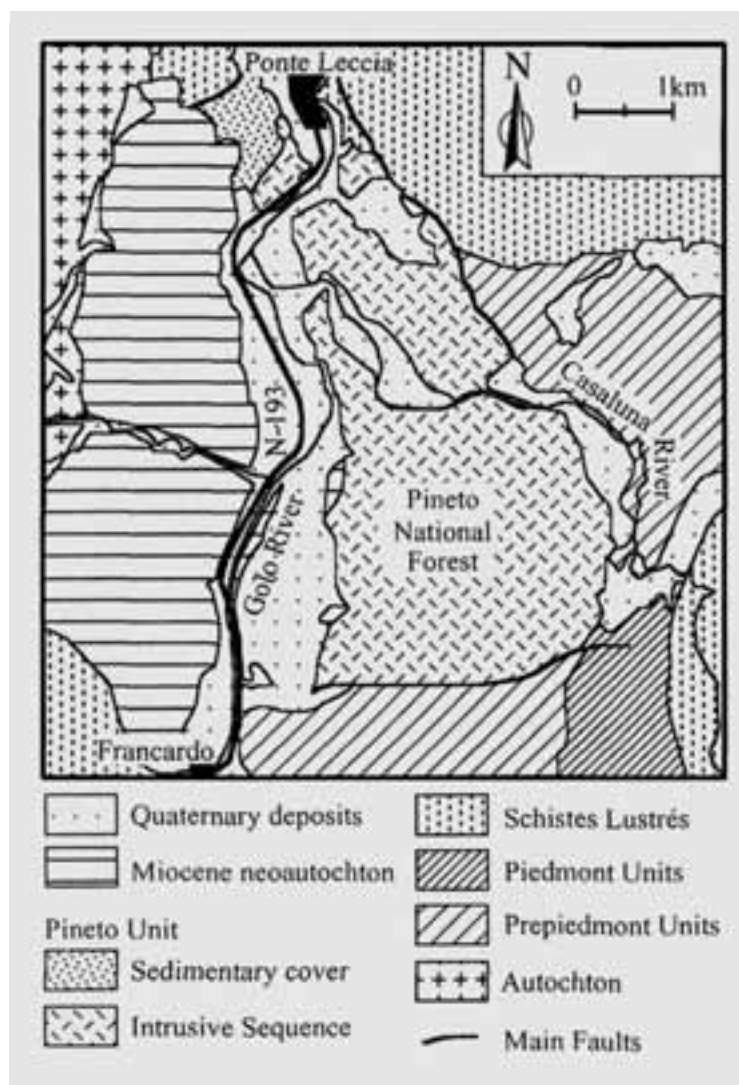 Ponte Leccia
N
0 1km
Casaluna
River
N-193
Golo River
Pineto
National
Forest
Francardo
Quaternary deposits
Miocene neoautochton
Pineto Unit
Sedimentary cover
Intrusive Sequence
Schistes Lustrés
Piedmont Units
Prepiedmont Units
Autochton
Main Faults